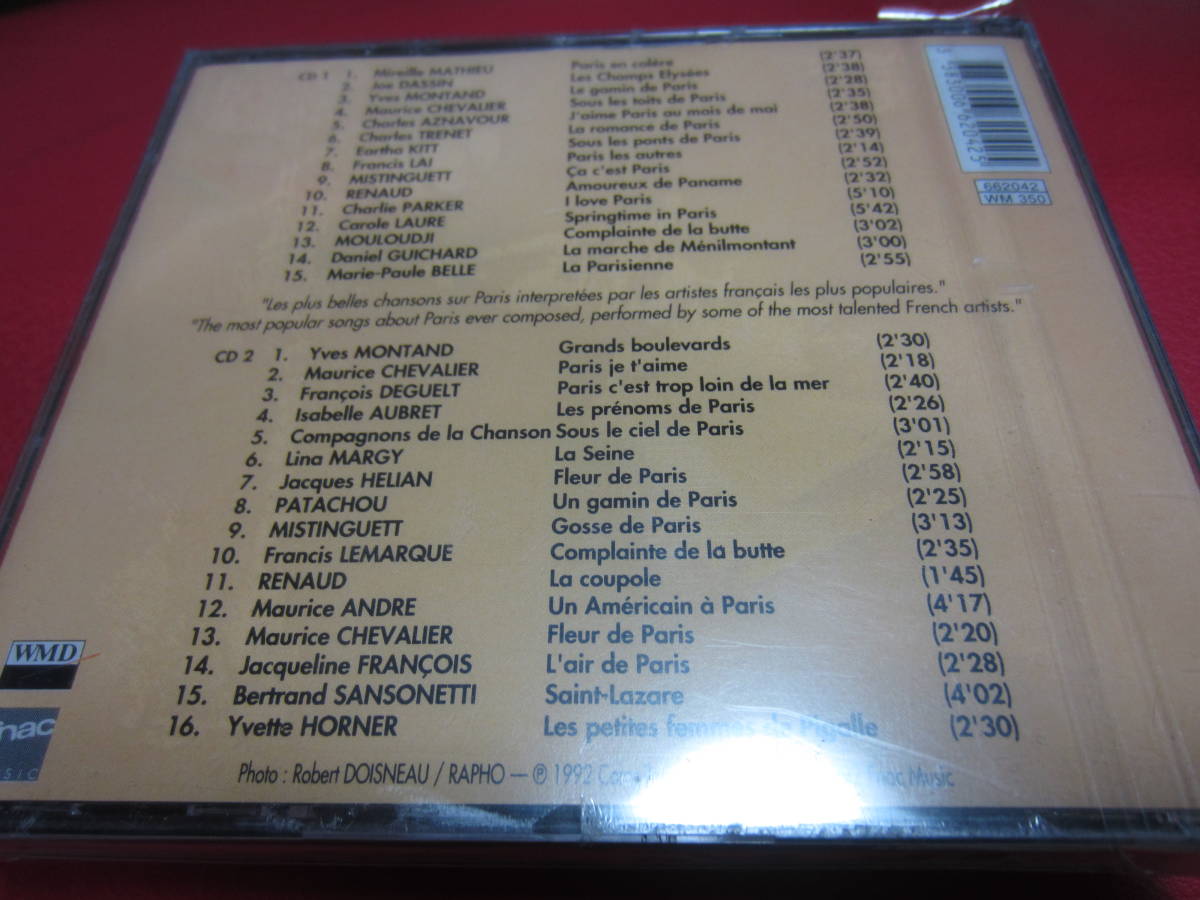 CD 1 1. Mireille MATHIEU Paris en colère (2'37)
2. Joe DASSIN Les Champs Elysées (2'38)
3. Yves MONTAND Le gamin de Paris (2'28)
4. Maurice CHEVALIER Sous les toits de Paris (2'35)
5. Charles AZNAVOUR J'aime Paris au mois de mai (2'38)
6. Charles TRENET La romance de Paris (2'50)
7. Eartha KITT Sous les ponts de Paris (2'39)
8. Francis LAI Paris les autres (2'14)
9. MISTINGUETT Ça c'est Paris (2'52)
10. RENAUD Amoureux de Paname (2'32)
11. Charlie PARKER I love Paris (5'10)
12. Carole LAURE Springtime in Paris (5'42)
13. MOULOUDJI Complainte de la butte (3'02)
14. Daniel GUICHARD La marche de Ménilmontant (3'00)
15. Marie-Paule BELLE La Parisienne (2'55)
"Les plus belles chansons sur Paris interpretées par les artistes français les plus populaires."
"The most popular songs about Paris ever composed, performed by some of the most talented French artists."
CD 2 1. Yves MONTAND Grands boulevards (2'30)
2. Maurice CHEVALIER Paris je t'aime (2'18)
3. François DEGUELT Paris c'est trop loin de la mer (2'40)
4. Isabelle AUBRET Les prénoms de Paris (2'26)
5. Compagnons de la Chanson Sous le ciel de Paris (3'01)
6. Lina MARGY La Seine (2'15)
7. Jacques HELIAN Fleur de Paris (2'58)
8. PATACHOU Un gamin de Paris (2'25)
9. MISTINGUETT Gosse de Paris (3'13)
10. Francis LEMARQUE Complainte de la butte (2'35)
11. RENAUD La coupole (1'45)
12. Maurice ANDRE Un Américain à Paris (4'17)
13. Maurice CHEVALIER Fleur de Paris (2'20)
14. Jacqueline FRANÇOIS L'air de Paris (2'28)
15. Bertrand SANSONETTI Saint-Lazare (4'02)
16. Yvette HORNER Les petites femmes de Pigalle (2'30)
Photo : Robert DOISNEAU / RAPHO — ℗ 1992 Music
662042
WM 350
WMD
fnac